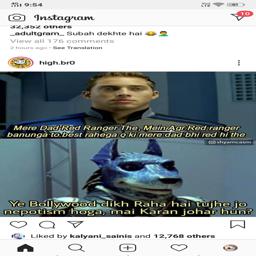 9:54
Instagram
10
32,352 others
_adultgram_ Subah dekhte hai 😂
View all 176 comments
2 hours ago · See Translation
high.br0
Mere Dad Red Ranger The, Mein Agr Red ranger
banunga to best rahega q ki mere dad bhi red hi the
@shyamcasm
Ye Bollywood dikh Raha hai tujhe jo
nepotism hoga, mai Karan johar hun?
Liked by kalyani_sainis and 12,768 others